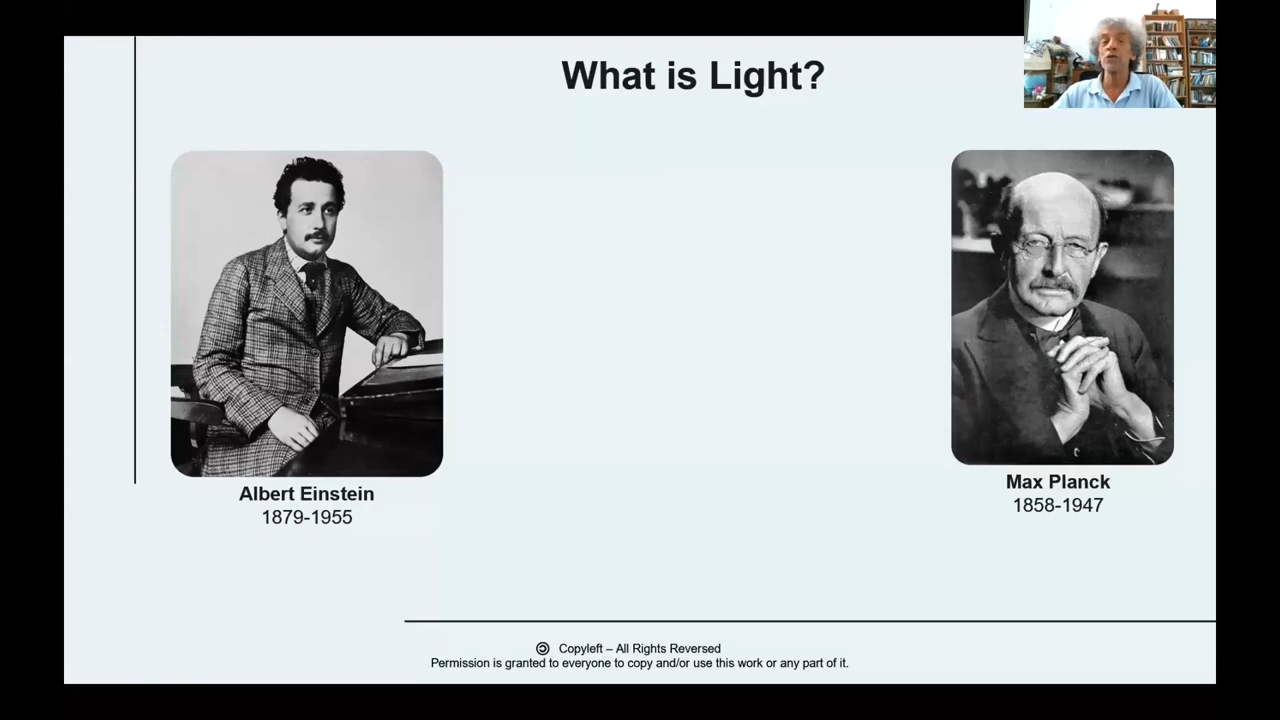 What is Light?
Albert Einstein
1879-1955
Max Planck
1858-1947
Copyleft – All Rights Reversed
Permission is granted to everyone to copy and/or use this work or any part of it.